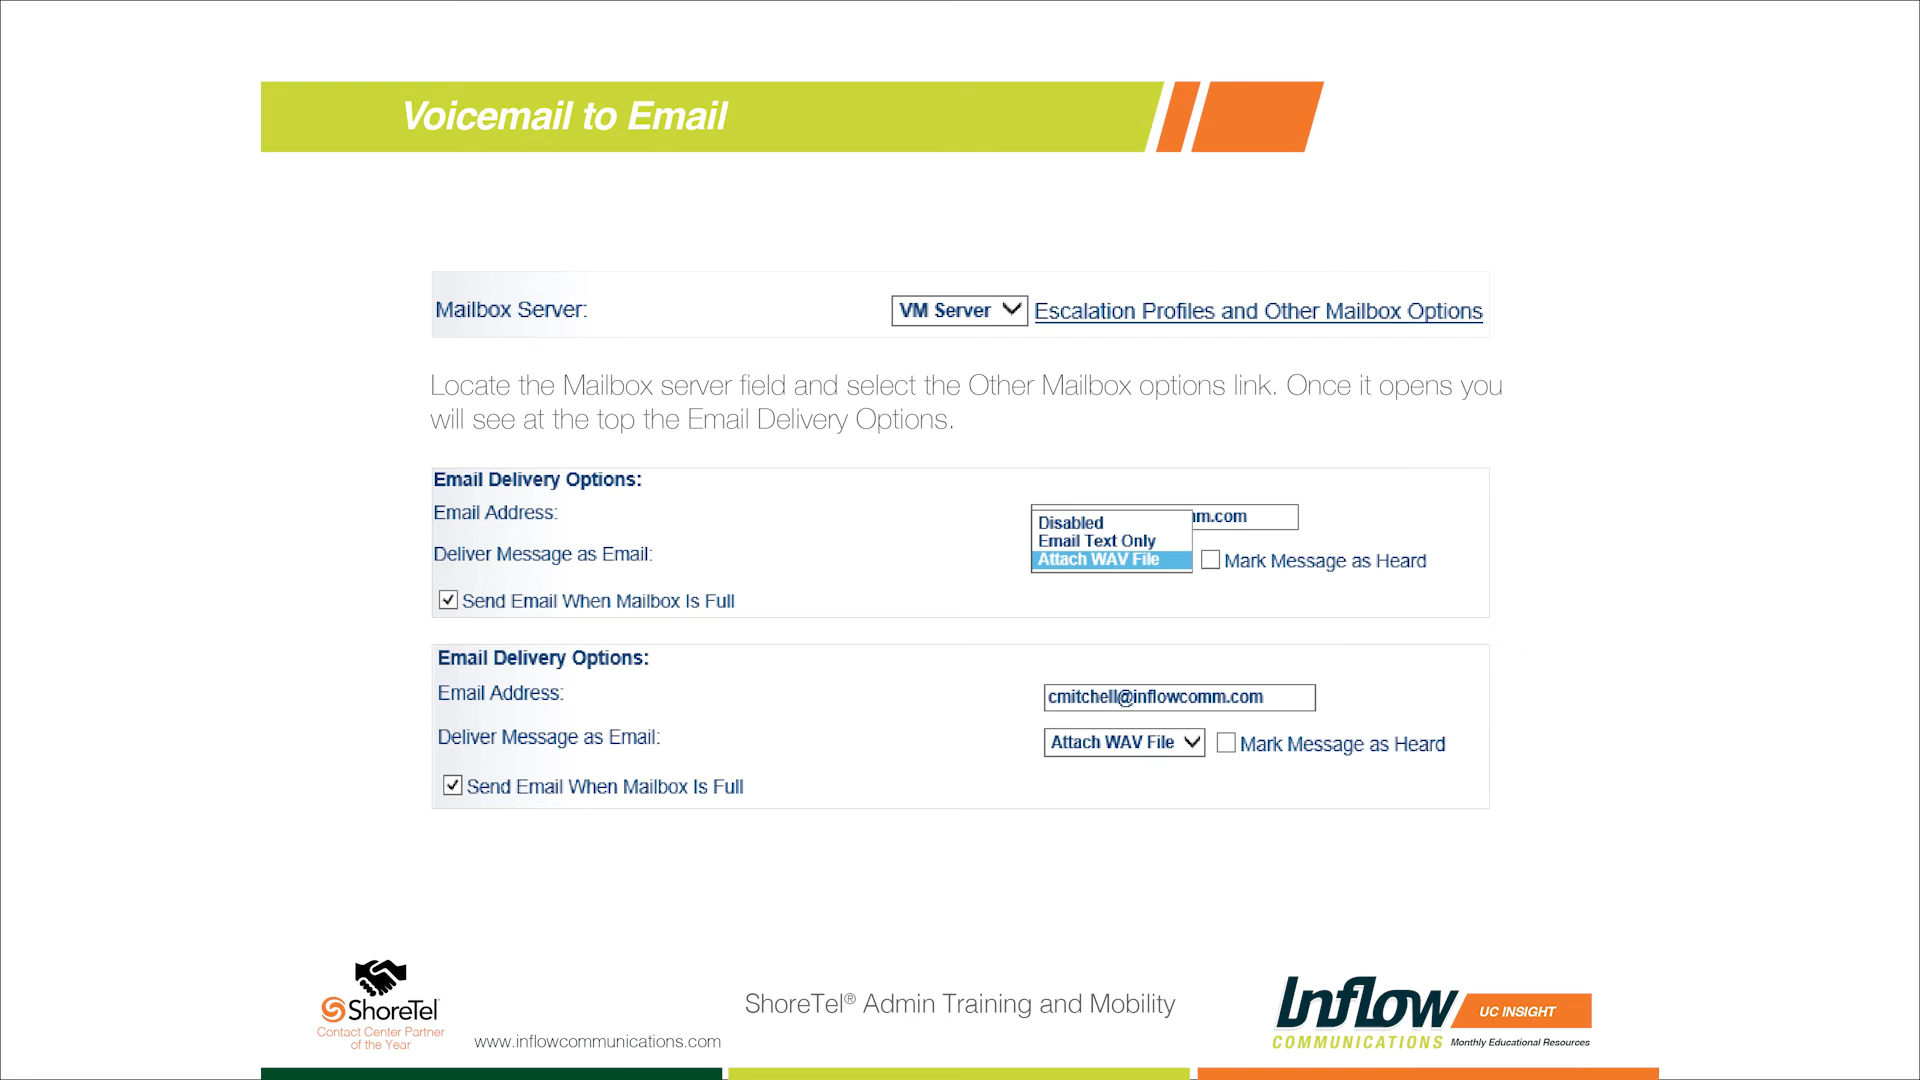 Voicemail to Email
Mailbox Server:
VM Server
Escalation Profiles and Other Mailbox Options
Locate the Mailbox server field and select the Other Mailbox options link. Once it opens you
will see at the top the Email Delivery Options.
Email Delivery Options:
Email Address:
m.com
Disabled
Email Text Only
Attach WAV File
Deliver Message as Email:
Mark Message as Heard
Send Email When Mailbox Is Full
Email Delivery Options:
Email Address:
cmitchell@inflowcomm.com
Deliver Message as Email:
Attach WAV File
Mark Message as Heard
Send Email When Mailbox Is Full
ShoreTel
Contact Center Partner
of the Year
www.inflowcommunications.com
ShoreTel® Admin Training and Mobility
Inflow
COMMUNICATIONS
UC INSIGHT
Monthly Educational Resources